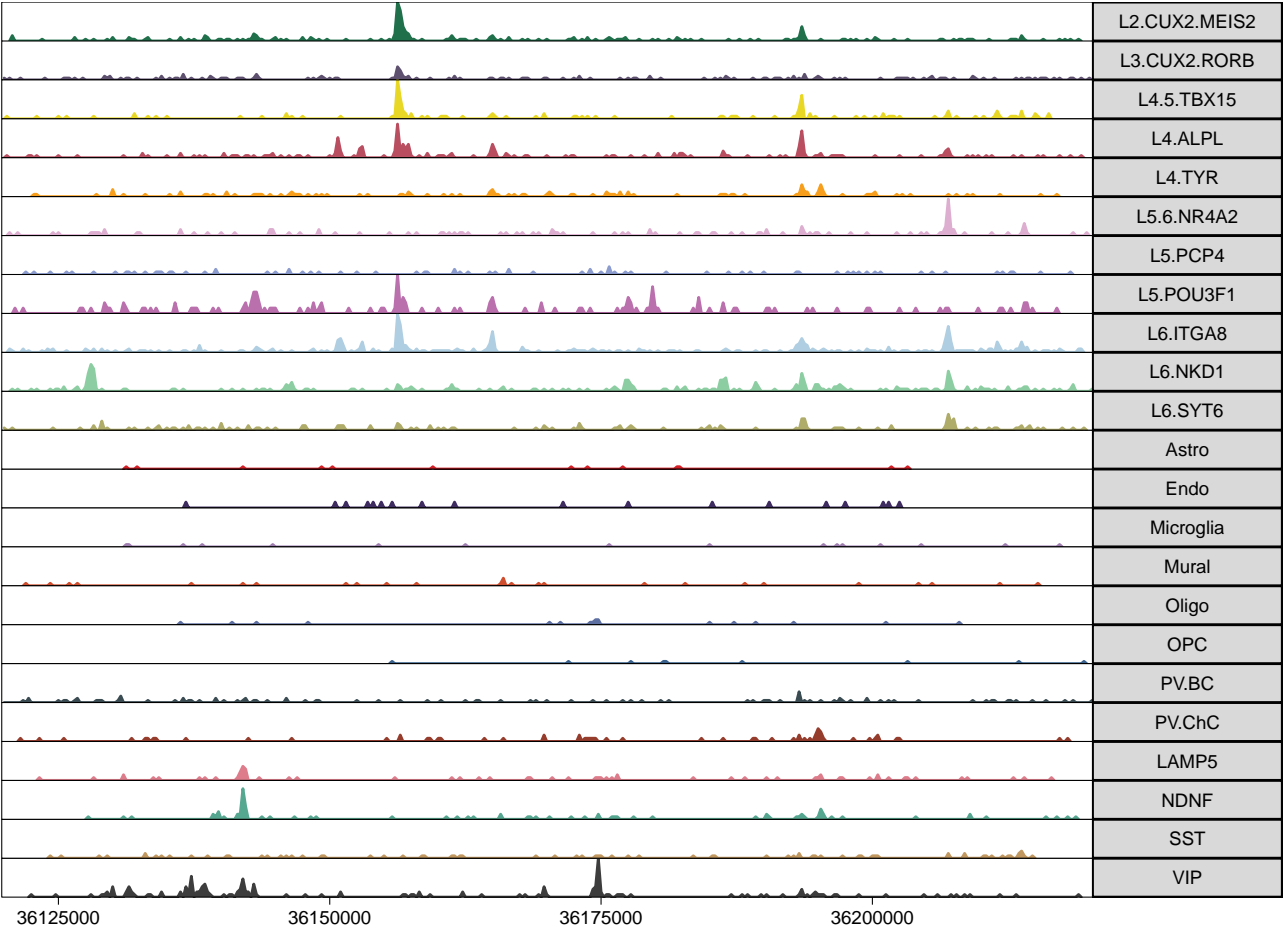 L2.CUX2.MEIS2
L3.CUX2.RORB
L4.5.TBX15
L4.ALPL
L4.TYR
L5.6.NR4A2
L5.PCP4
L5.POU3F1
L6.ITGA8
L6.NKD1
L6.SYT6
Astro
Endo
Microglia
Mural
Oligo
OPC
PV.BC
PV.ChC
LAMP5
NDNF
SST
VIP
36125000 36150000 36175000 36200000